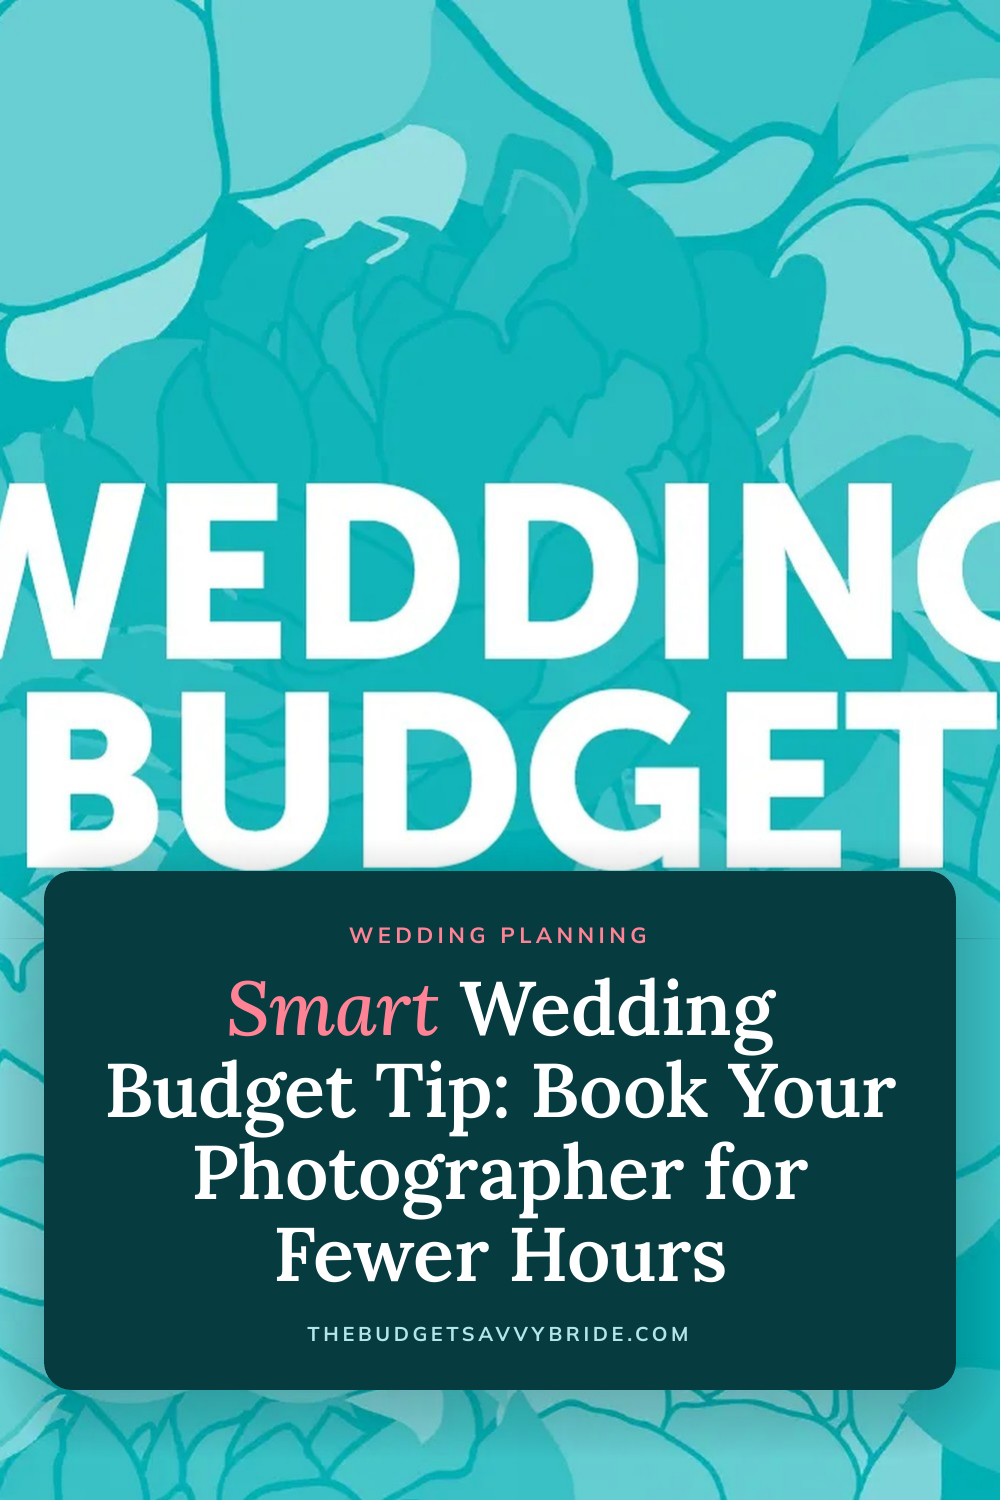 WEDDING
BUDGET
WEDDING PLANNING
Smart Wedding
Budget Tip: Book Your
Photographer for
Fewer Hours
THEBUDGETSAVVYBRIDE.COM